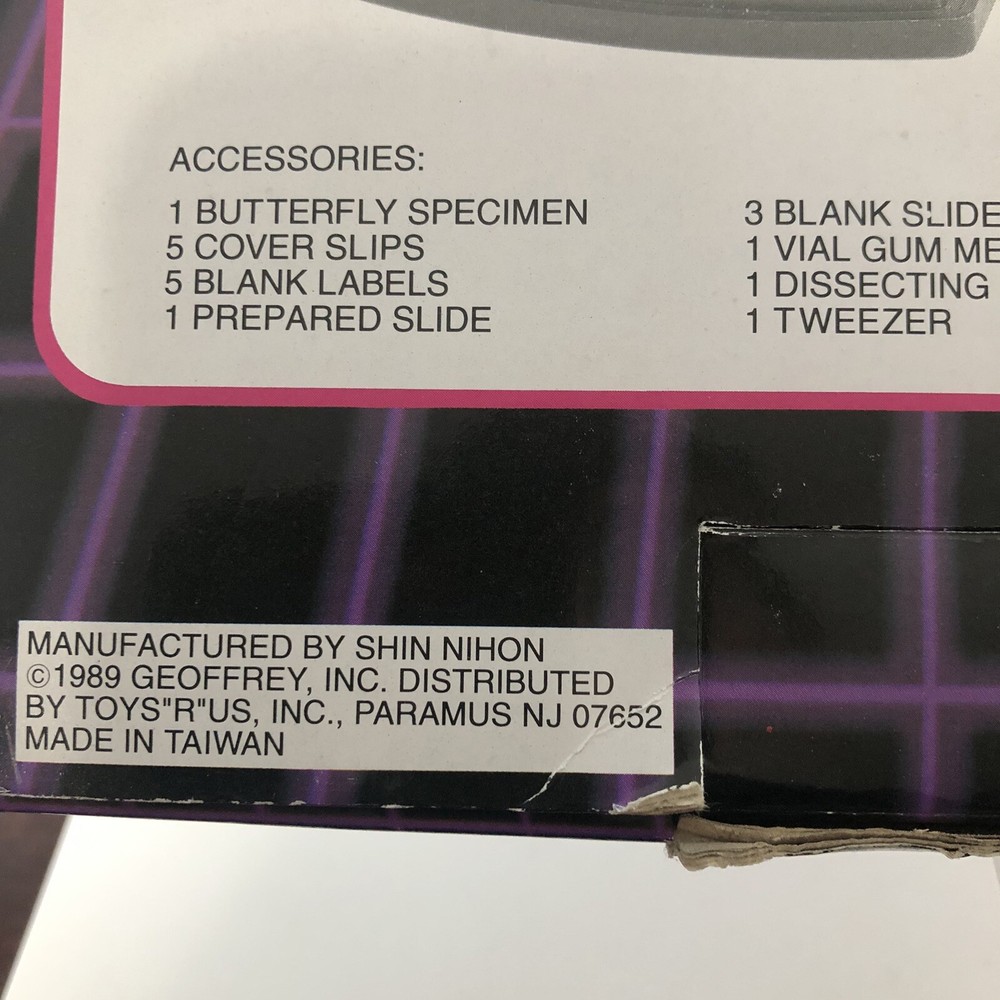 ACCESSORIES:
1 BUTTERFLY SPECIMEN
5 COVER SLIPS
5 BLANK LABELS
1 PREPARED SLIDE
3 BLANK SLIDE
1 VIAL GUM ME
1 DISSECTING
1 TWEEZER
MANUFACTURED BY SHIN NIHON
©1989 GEOFFREY, INC. DISTRIBUTED
BY TOYS"R"US, INC., PARAMUS NJ 07652
MADE IN TAIWAN